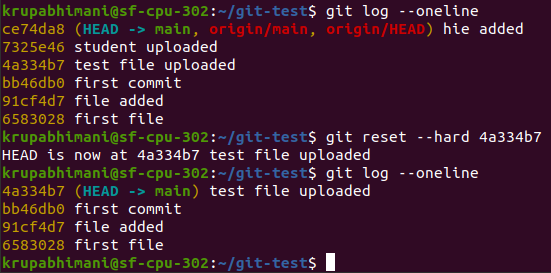 krupabhimani@sf-cpu-302:~/git-test$ git log --oneline
ce74da8 (HEAD -> main, origin/main, origin/HEAD) hie added
7325e46 student uploaded
4a334b7 test file uploaded
bb46db0 first commit
91cf4d7 file added
6583028 first file
krupabhimani@sf-cpu-302:~/git-test$ git reset --hard 4a334b7
HEAD is now at 4a334b7 test file uploaded
krupabhimani@sf-cpu-302:~/git-test$ git log --oneline
4a334b7 (HEAD -> main) test file uploaded
bb46db0 first commit
91cf4d7 file added
6583028 first file
krupabhimani@sf-cpu-302:~/git-test$